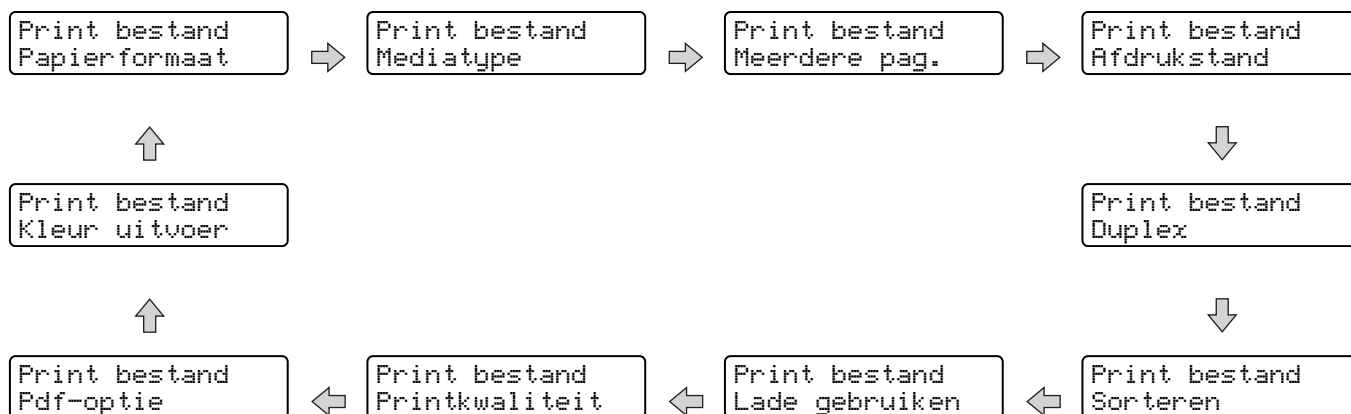 Print bestand
Papierformaat
Print bestand
Mediatype
Print bestand
Meerdere pag.
Print bestand
Afdrukstand
Print bestand
Kleur uitvoer
Print bestand
Duplex
Print bestand
Pdf-optie
Print bestand
Printkwaliteit
Print bestand
Lade gebruiken
Print bestand
Sorteren